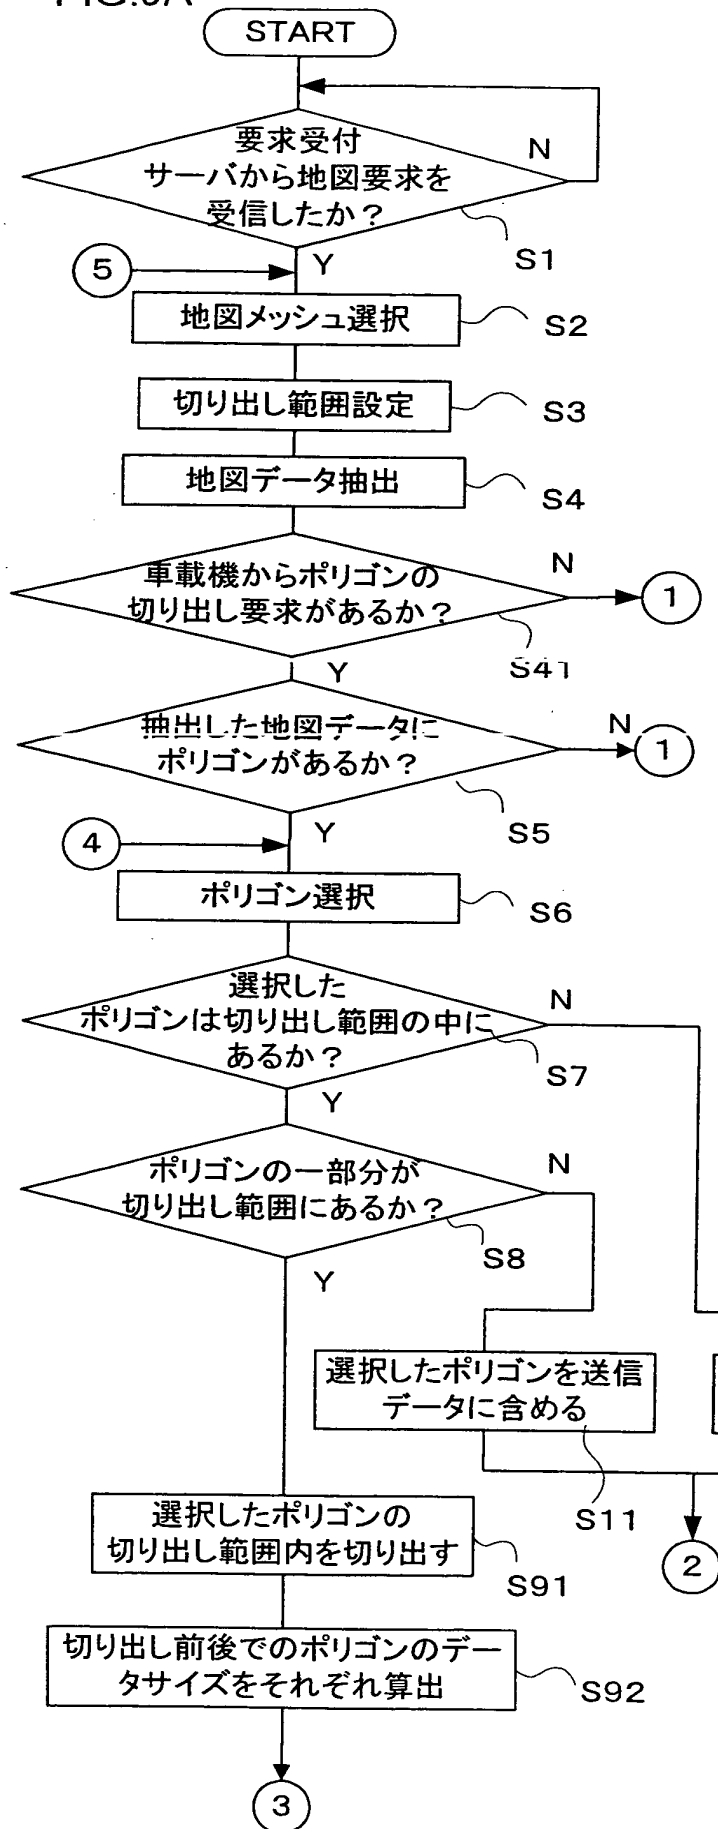 START
要求受付
サーバから地図要求を
受信したか?
N
S1
Y
5
地図メッシュ選択
S2
切り出し範囲設定
S3
地図データ抽出
S4
車載機からポリゴンの
切り出し要求があるか?
N
1
S41
Y
抽出した地図データに
ポリゴンがあるか?
N
1
S5
Y
4
ポリゴン選択
S6
選択した
ポリゴンは切り出し範囲の中に
あるか?
N
S7
Y
ポリゴンの一部分が
切り出し範囲にあるか?
N
S8
Y
選択したポリゴンを送信
データに含める
S11
2
選択したポリゴンの
切り出し範囲内を切り出す
S91
切り出し前後でのポリゴンのデー
タサイズをそれぞれ算出
S92
3